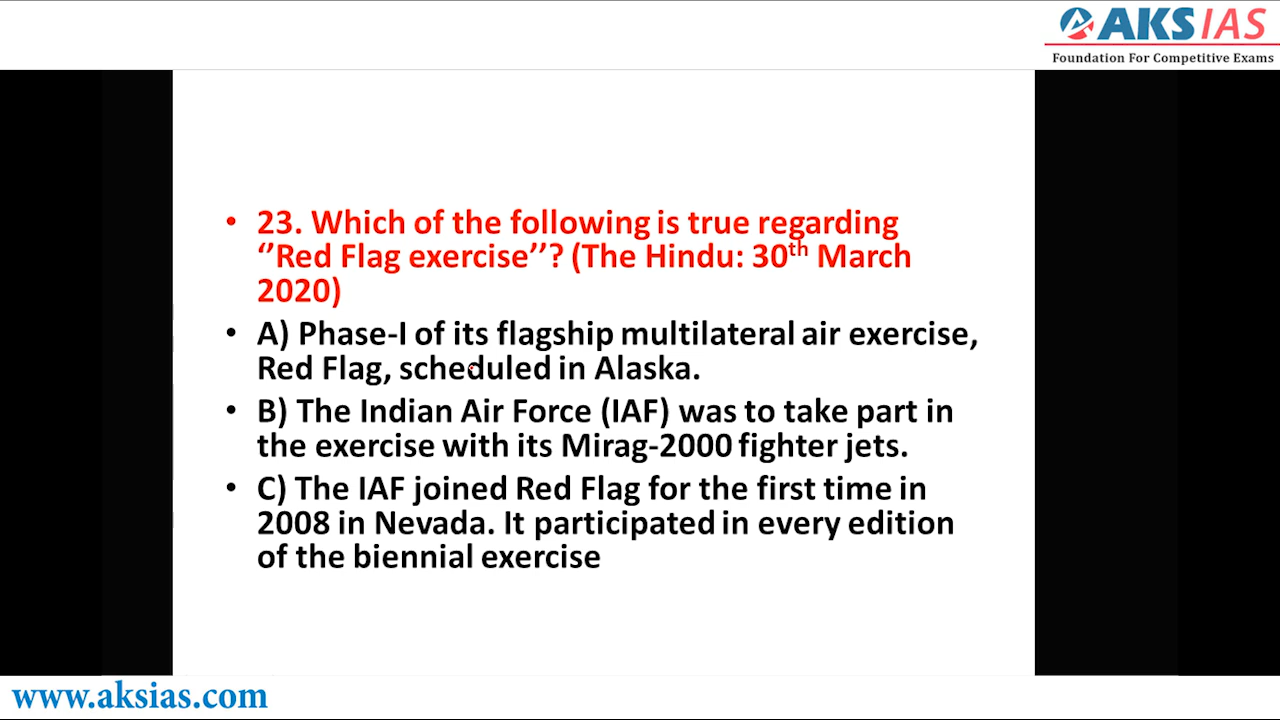 AKSIAS
Foundation For Competitive Exams
• 23. Which of the following is true regarding
‘’Red Flag exercise’’? (The Hindu: 30th March
2020)
• A) Phase-I of its flagship multilateral air exercise,
Red Flag, scheduled in Alaska.
• B) The Indian Air Force (IAF) was to take part in
the exercise with its Mirag-2000 fighter jets.
• C) The IAF joined Red Flag for the first time in
2008 in Nevada. It participated in every edition
of the biennial exercise
www.aksias.com